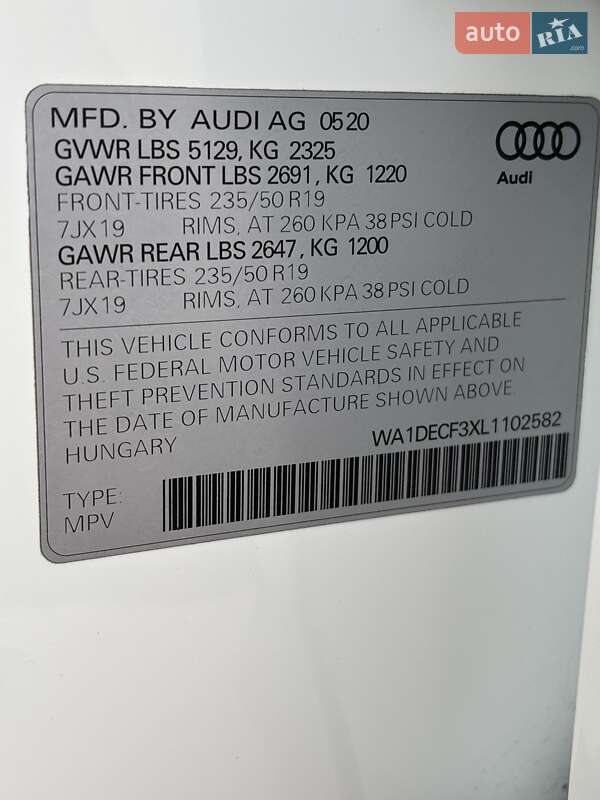 auto RIA .com
MFD. BY AUDI AG 0520
GVWR LBS 5129, KG 2325
GAWR FRONT LBS 2691, KG 1220
FRONT-TIRES 235/50 R19
7JX19 RIMS, AT 260 KPA 38 PSI COLD
GAWR REAR LBS 2647, KG 1200
REAR-TIRES 235/50 R19
7JX19 RIMS, AT 260 KPA 38 PSI COLD
Audi
THIS VEHICLE CONFORMS TO ALL APPLICABLE
U.S. FEDERAL MOTOR VEHICLE SAFETY AND
THEFT PREVENTION STANDARDS IN EFFECT ON
THE DATE OF MANUFACTURE SHOWN ABOVE.
HUNGARY WA1DECF3XL1102582
TYPE:
MPV